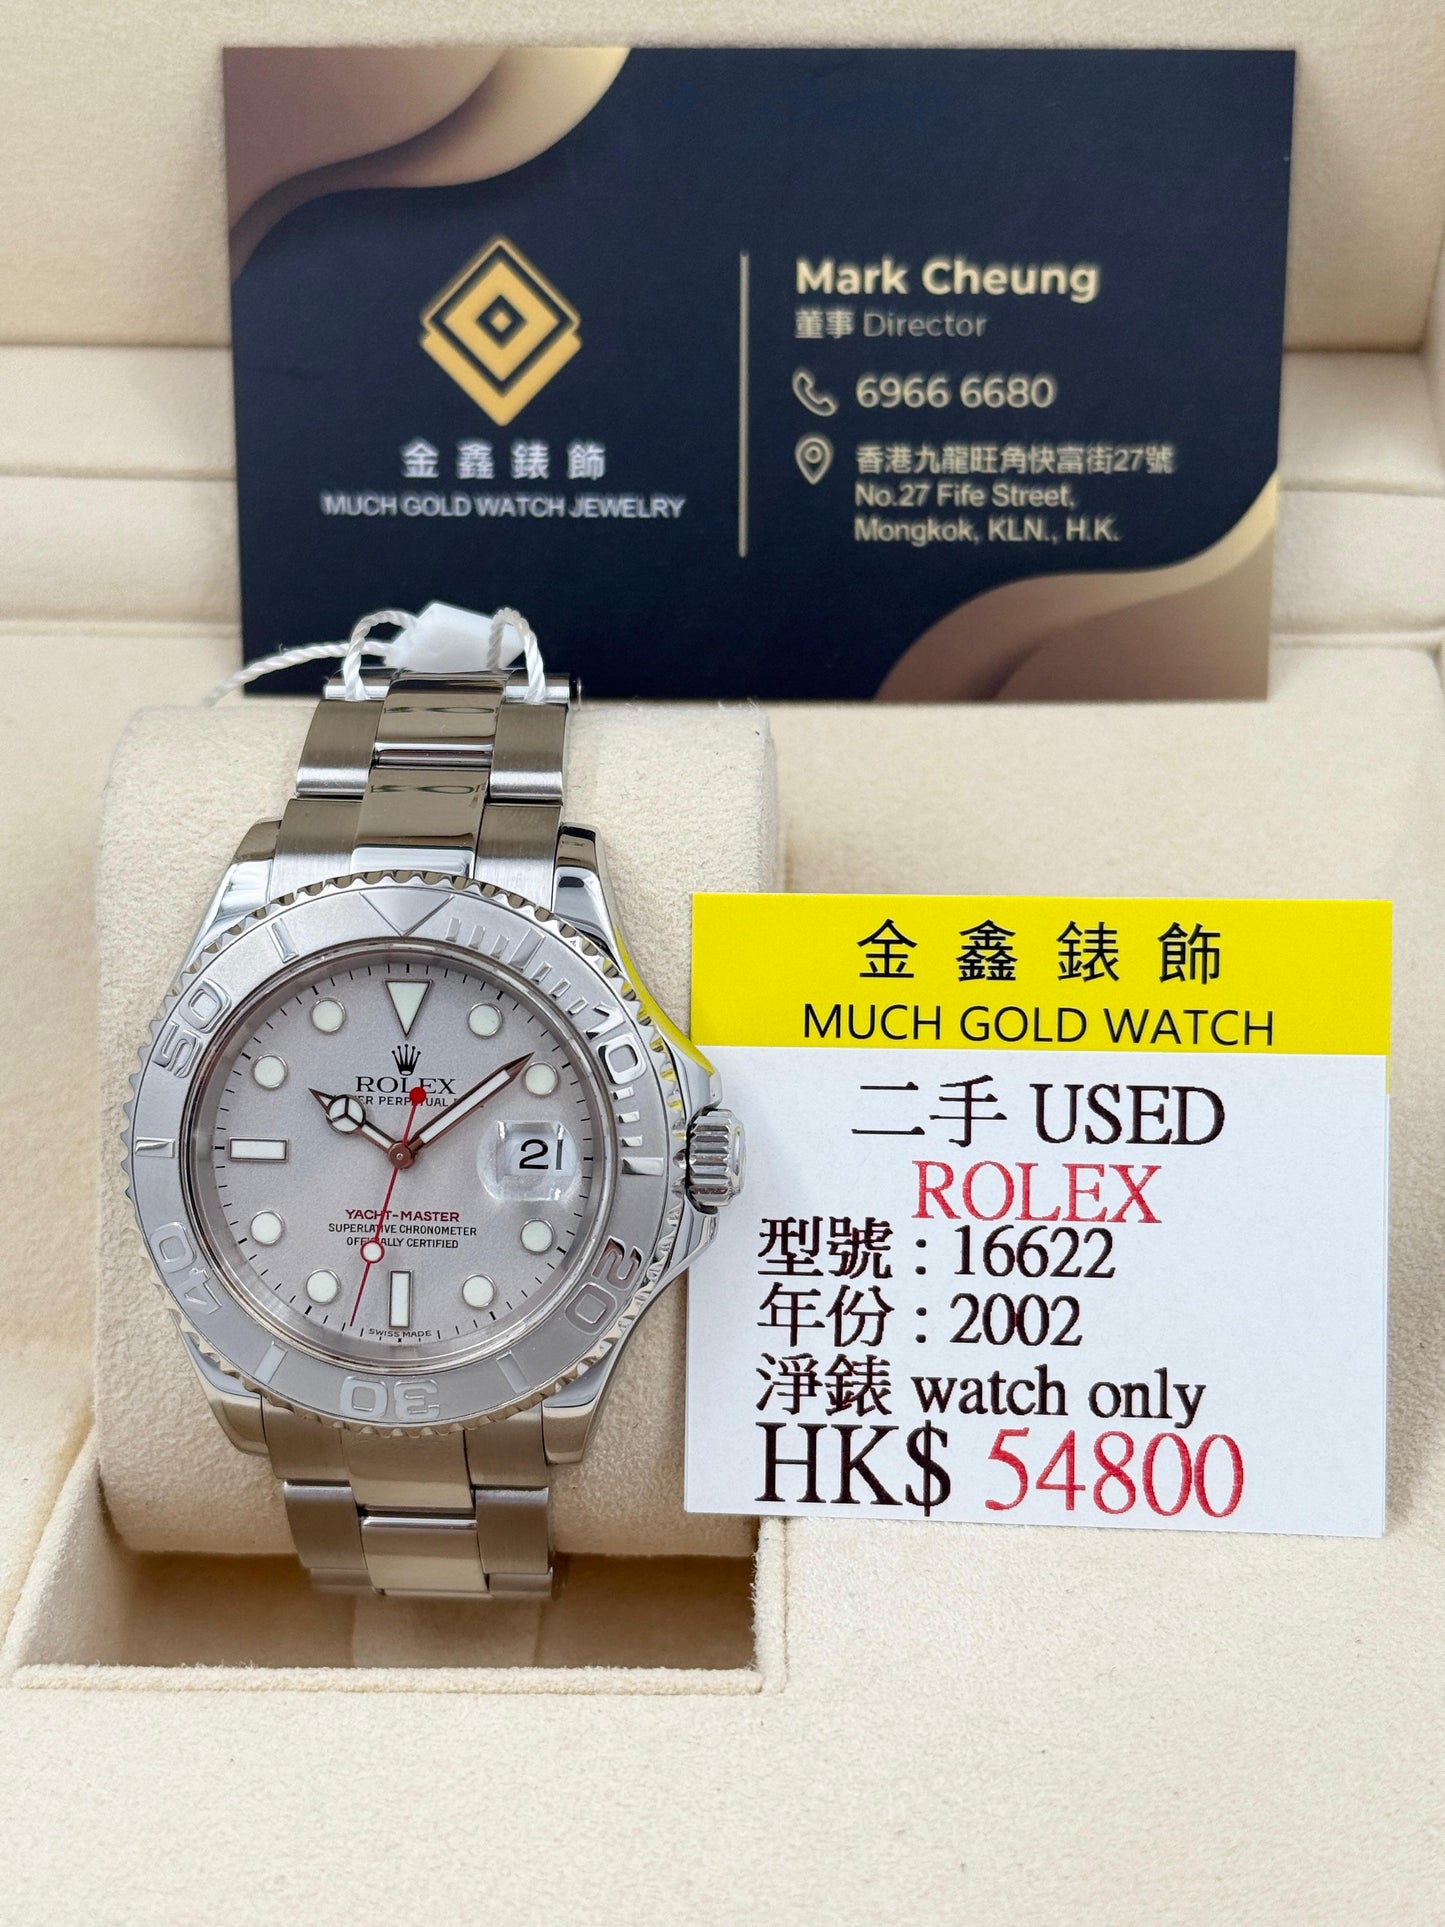 Mark Cheung
董事 Director
6966 6680
香港九龍旺角快富街27號
No.27 Fife Street,
Mongkok, KLN., H.K.
金鑫錶飾
MUCH GOLD WATCH JEWELRY
10
20
30
40
50
ROLEX
PERPETUAL
21
YACHT-MASTER
SUPERLATIVE CHRONOMETER
OFFICIALLY CERTIFIED
SWISS MADE
金鑫錶飾
MUCH GOLD WATCH
二手 USED
ROLEX
型號 : 16622
年份 : 2002
淨錶 watch only
HK$ 54800